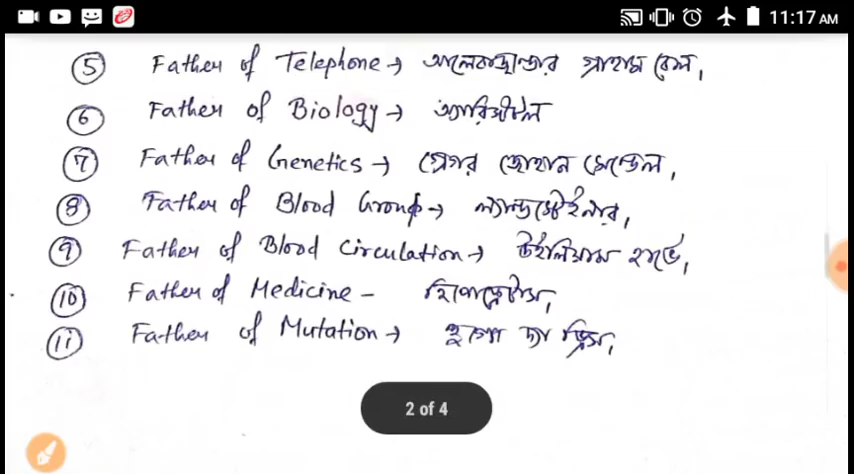 11:17 AM
5 Father of Telephone → আলেকজান্ডার গ্রাহাম বেল,
6 Father of Biology → অ্যারিস্টটল
7 Father of Genetics → গ্রেগর জোহান মেন্ডেল,
8 Father of Blood Group → ল্যান্ডস্টেইনার,
9 Father of Blood Circulation → উইলিয়াম হার্ভে,
10 Father of Medicine - হিপোক্রেটাস,
11 Father of Mutation → হুগো দ্য ভ্রিস,
2 of 4